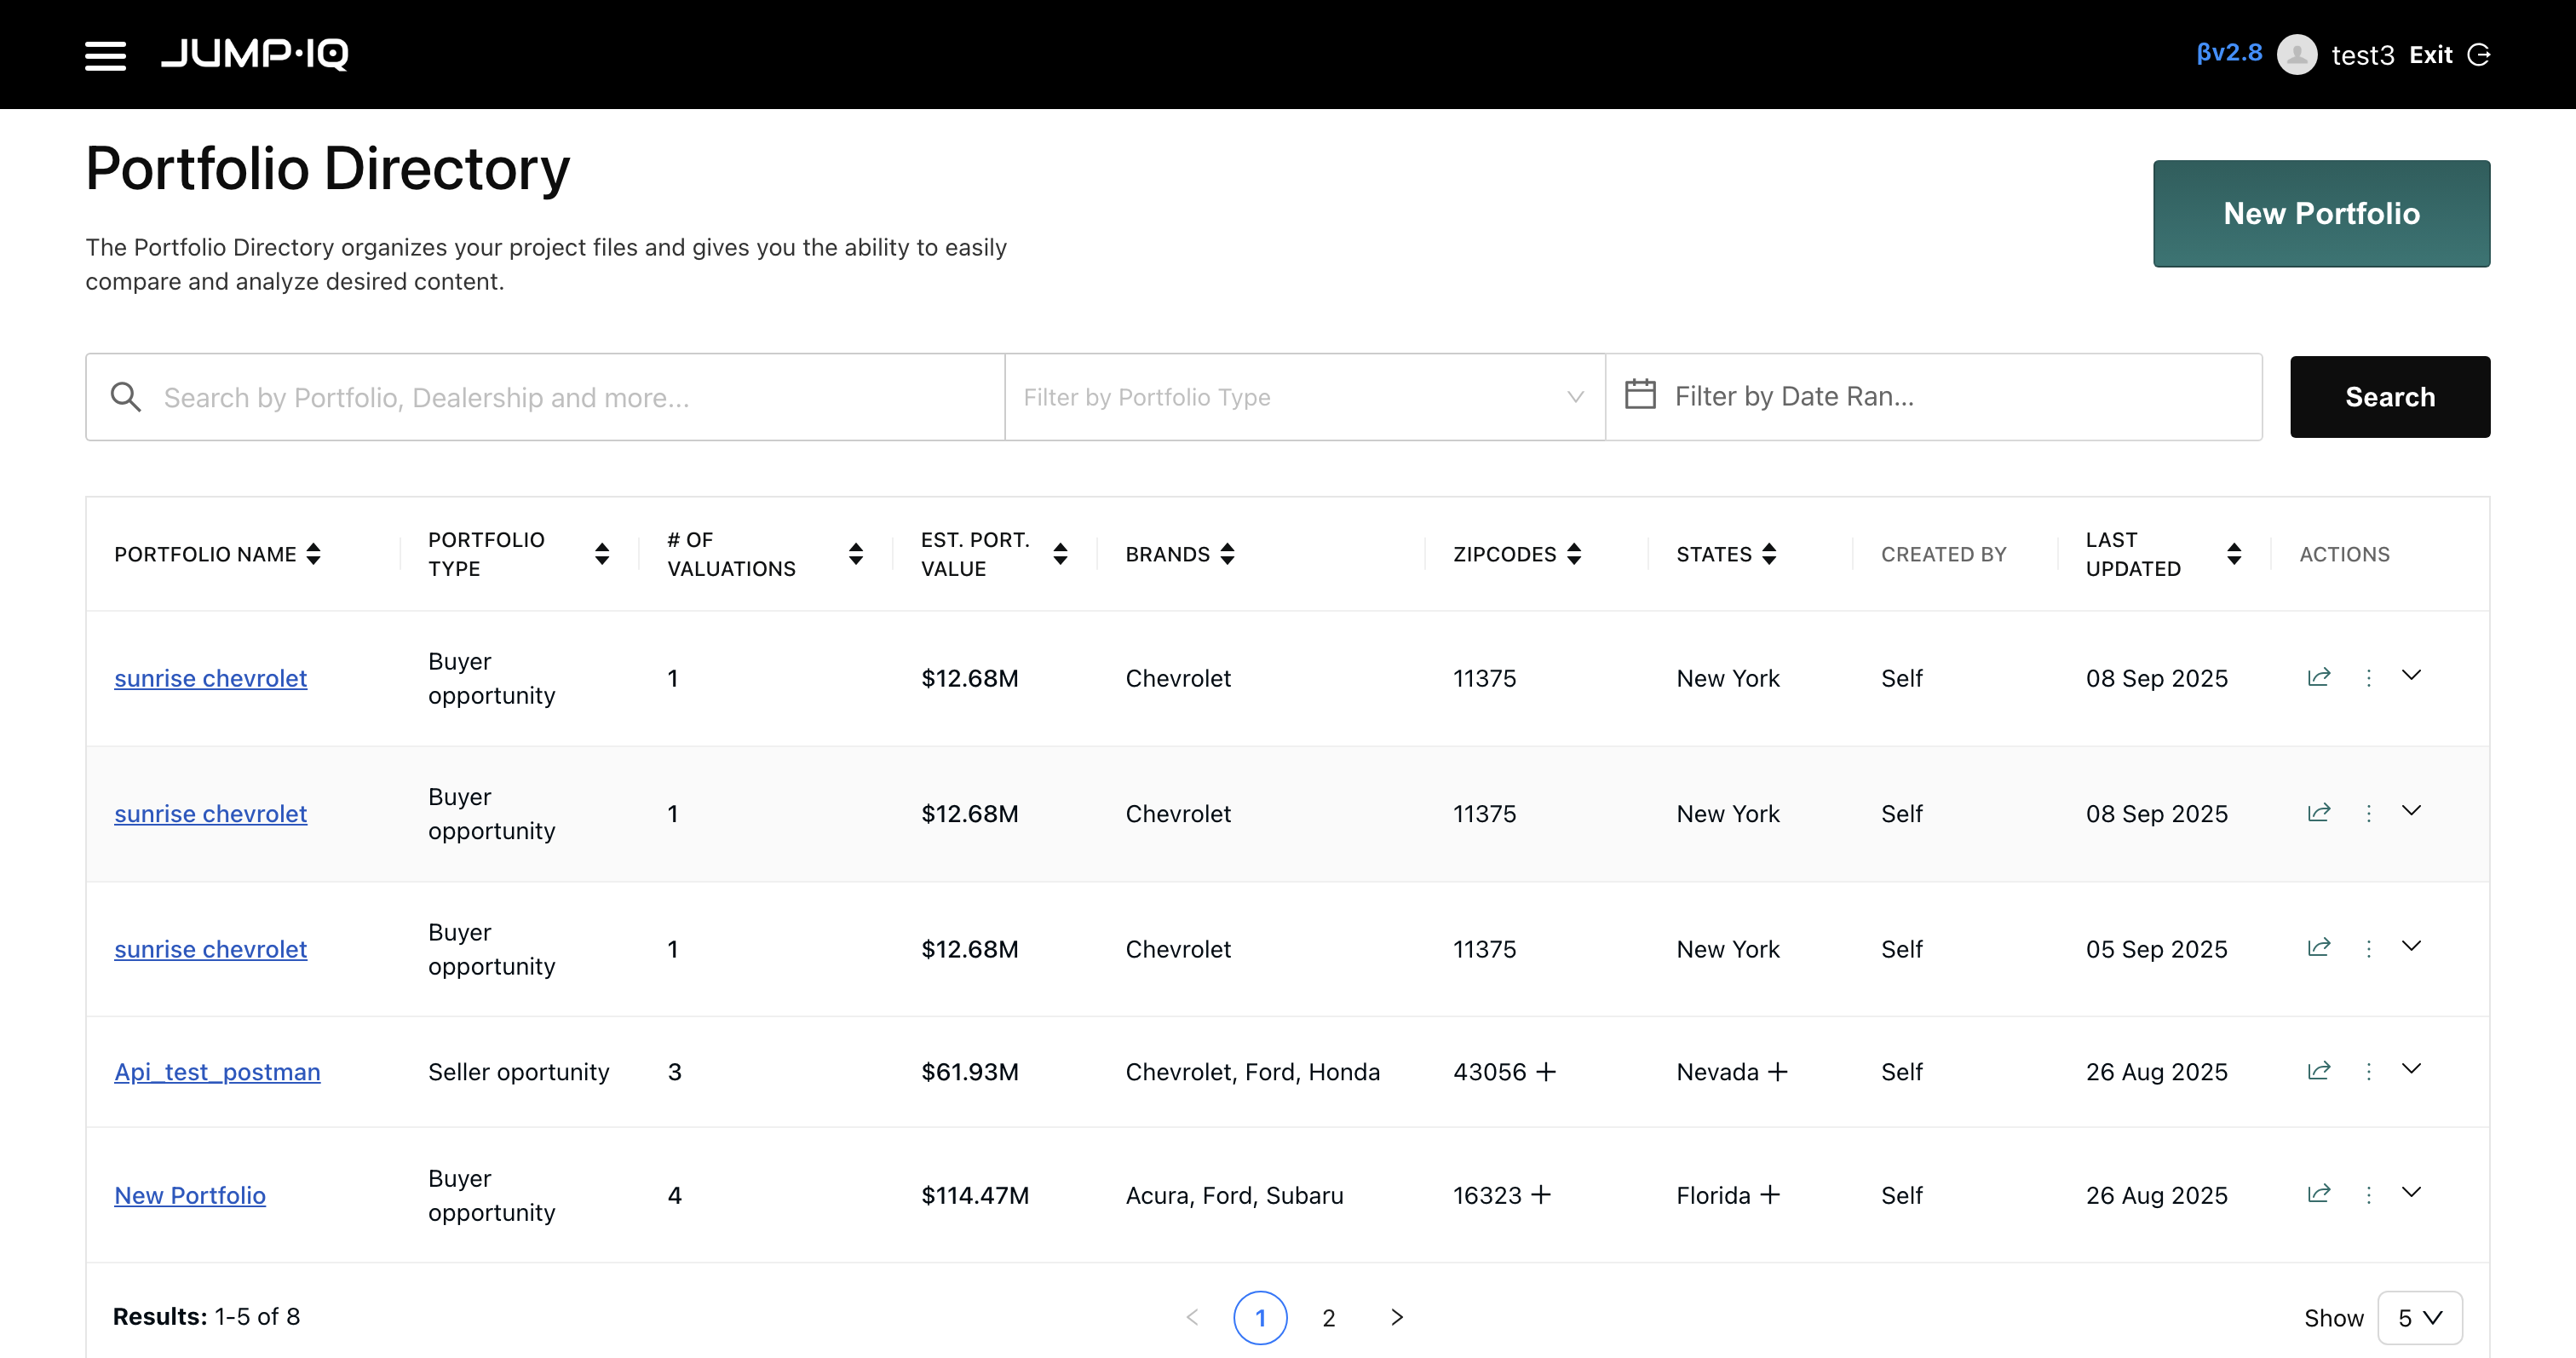 JUMP·IQ
βv2.8 test3 Exit
Portfolio Directory
New Portfolio
The Portfolio Directory organizes your project files and gives you the ability to easily
compare and analyze desired content.
Search by Portfolio, Dealership and more...
Filter by Portfolio Type
Filter by Date Ran...
Search
PORTFOLIO NAME
PORTFOLIO
TYPE
# OF
VALUATIONS
EST. PORT.
VALUE
BRANDS
ZIPCODES
STATES
CREATED BY
LAST
UPDATED
ACTIONS
sunrise chevrolet
Buyer
opportunity
1
$12.68M
Chevrolet
11375
New York
Self
08 Sep 2025
sunrise chevrolet
Buyer
opportunity
1
$12.68M
Chevrolet
11375
New York
Self
08 Sep 2025
sunrise chevrolet
Buyer
opportunity
1
$12.68M
Chevrolet
11375
New York
Self
05 Sep 2025
Api_test_postman
Seller oportunity
3
$61.93M
Chevrolet, Ford, Honda
43056 +
Nevada +
Self
26 Aug 2025
New Portfolio
Buyer
opportunity
4
$114.47M
Acura, Ford, Subaru
16323 +
Florida +
Self
26 Aug 2025
Results: 1-5 of 8
< 1 2 >
Show 5